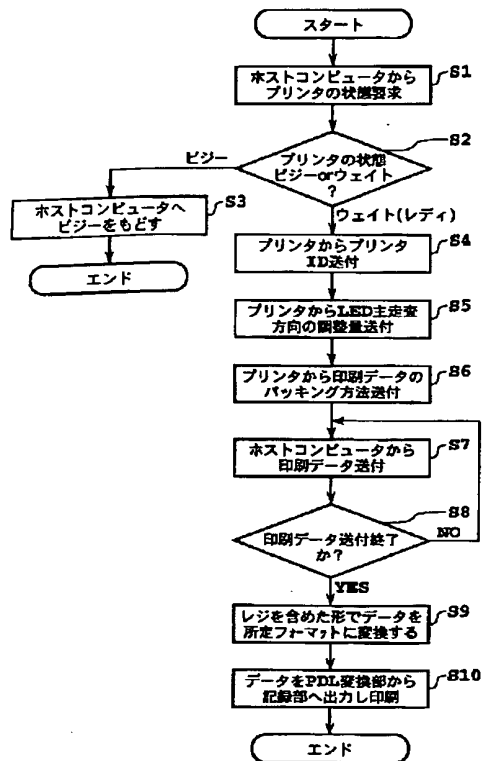 スタート
ホストコンピュータから
プリンタの状態要求
S1
プリンタの状態
ビジーorウェイト
?
S2
ビジー
ホストコンピュータへ
ビジーをもどす
S3
エンド
ウェイト(レディ)
プリンタからプリンタ
ID送付
S4
プリンタからLED主走査
方向の調整量送付
S5
プリンタから印刷データの
パッキング方法送付
S6
ホストコンピュータから
印刷データ送付
S7
印刷データ送付終了
か?
S8
NO
YES
レジを含めた形でデータを
所定フォーマットに変換する
S9
データをPDL変換部から
記録部へ出力し印刷
S10
エンド